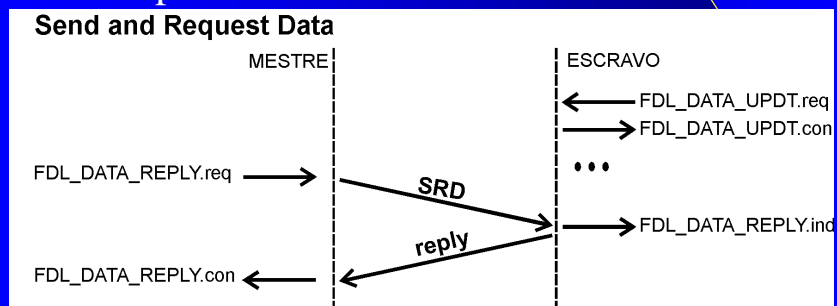 Send and Request Data
MESTRE
ESCRAVO
FDL_DATA_UPDT.req
FDL_DATA_UPDT.con
•••
FDL_DATA_REPLY.req
SRD
FDL_DATA_REPLY.ind
reply
FDL_DATA_REPLY.con